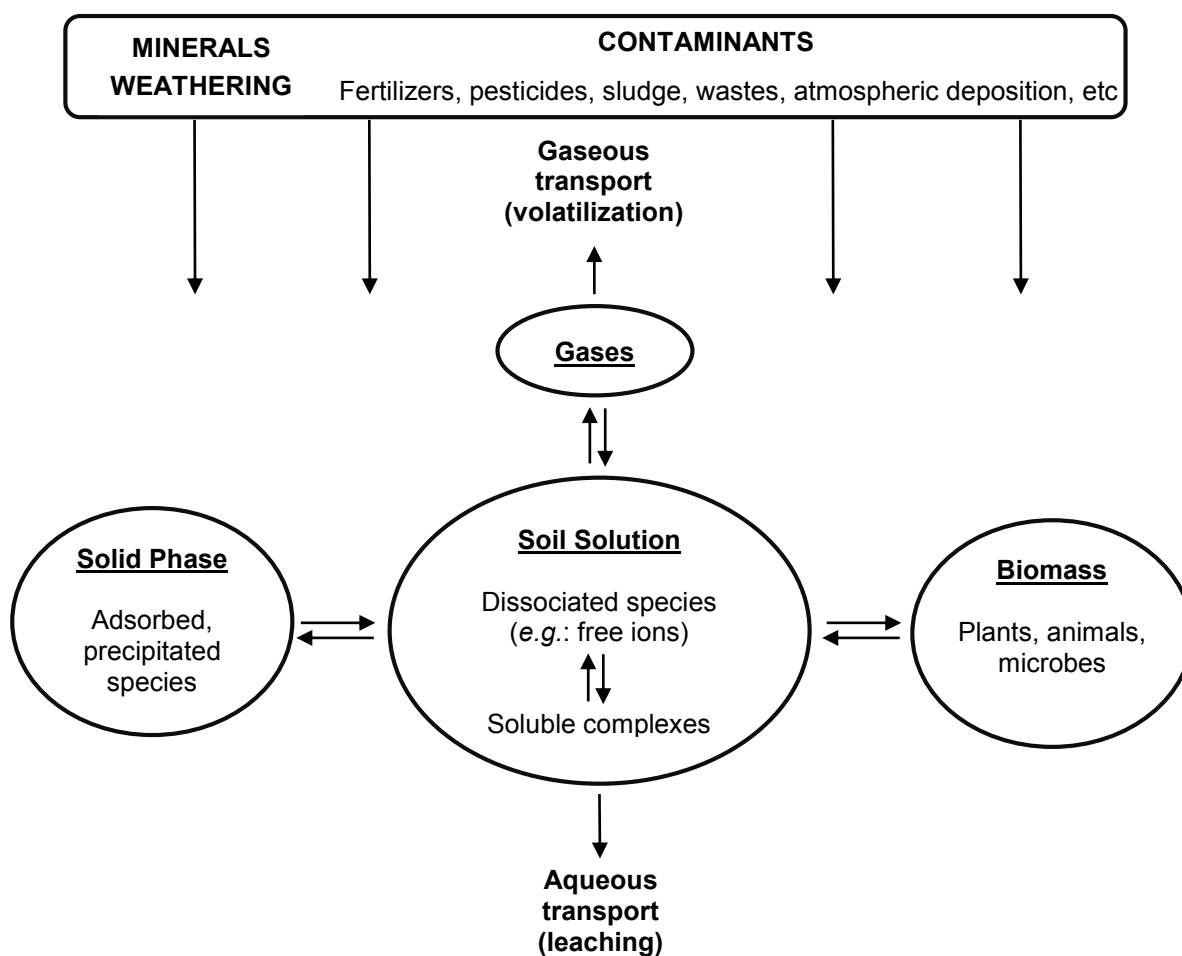 MINERALS
WEATHERING
CONTAMINANTS
Fertilizers, pesticides, sludge, wastes, atmospheric deposition, etc
Gaseous
transport
(volatilization)
Gases
Solid Phase
Adsorbed,
precipitated
species
Soil Solution
Dissociated species
(e.g.: free ions)
Soluble complexes
Biomass
Plants, animals,
microbes
Aqueous
transport
(leaching)